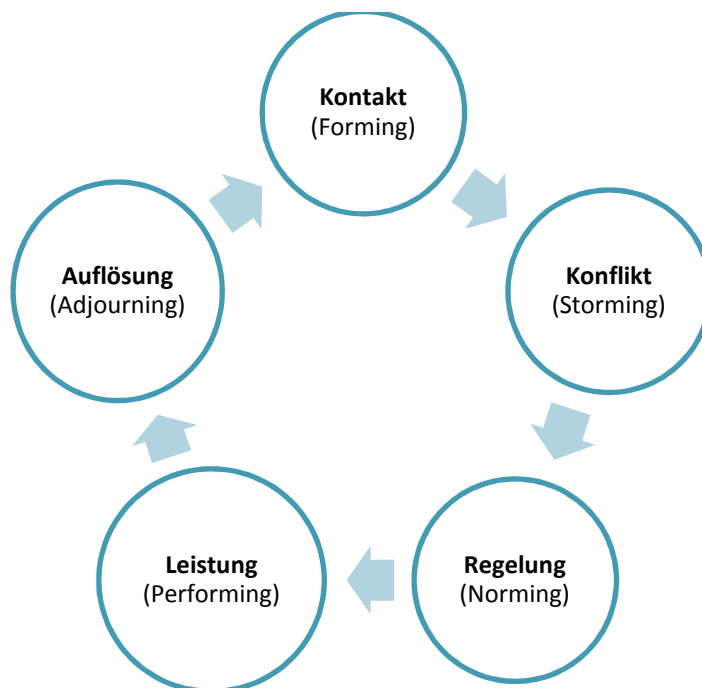 Kontakt
(Forming)
Konflikt
(Storming)
Regelung
(Norming)
Leistung
(Performing)
Auflösung
(Adjourning)